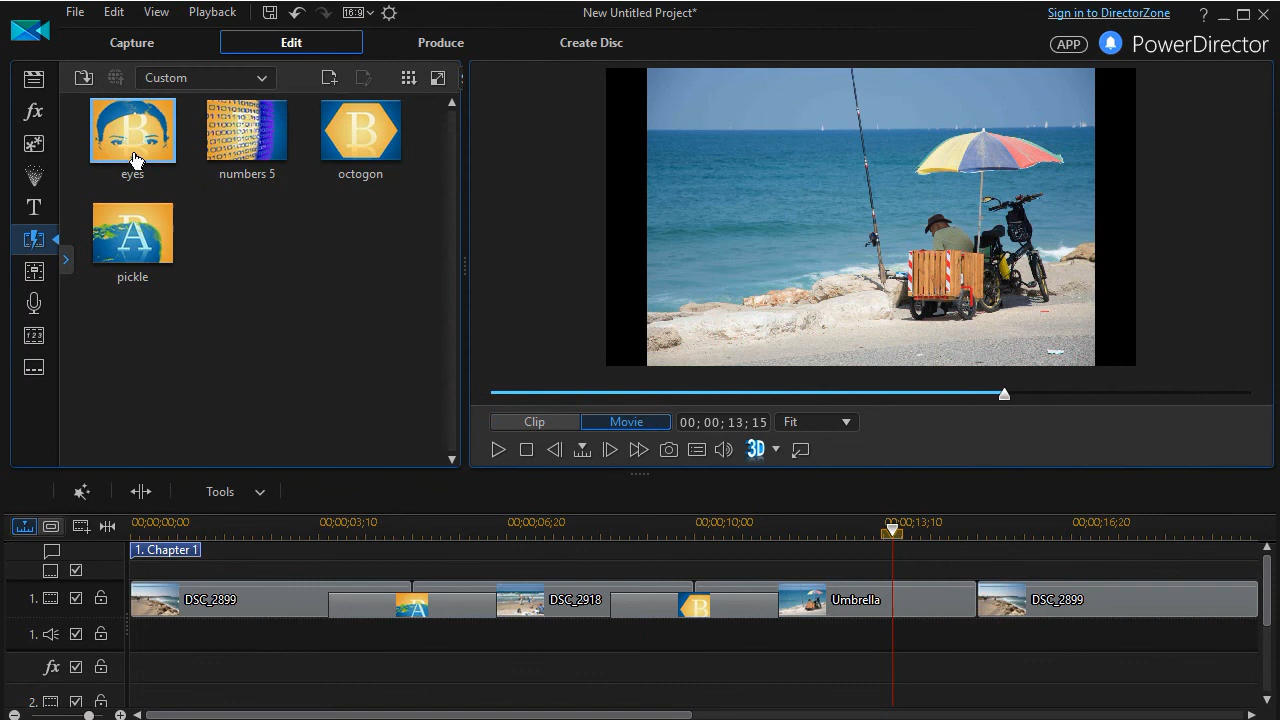 File Edit View Playback 16:9 New Untitled Project* Sign in to DirectorZone ?
Capture Edit Produce Create Disc APP PowerDirector
Custom
fx
B
B
eyes numbers 5 octogon
T
A
pickle
123
Clip Movie 00; 00; 13; 15 Fit
3D
Tools
00;00;00;00 00;00;03;10 00;00;06;20 00;00;10;00 00;00;13;10 00;00;16;20
1. Chapter 1
1. DSC_2899 A DSC_2918 B Umbrella DSC_2899
1.
fx
2.